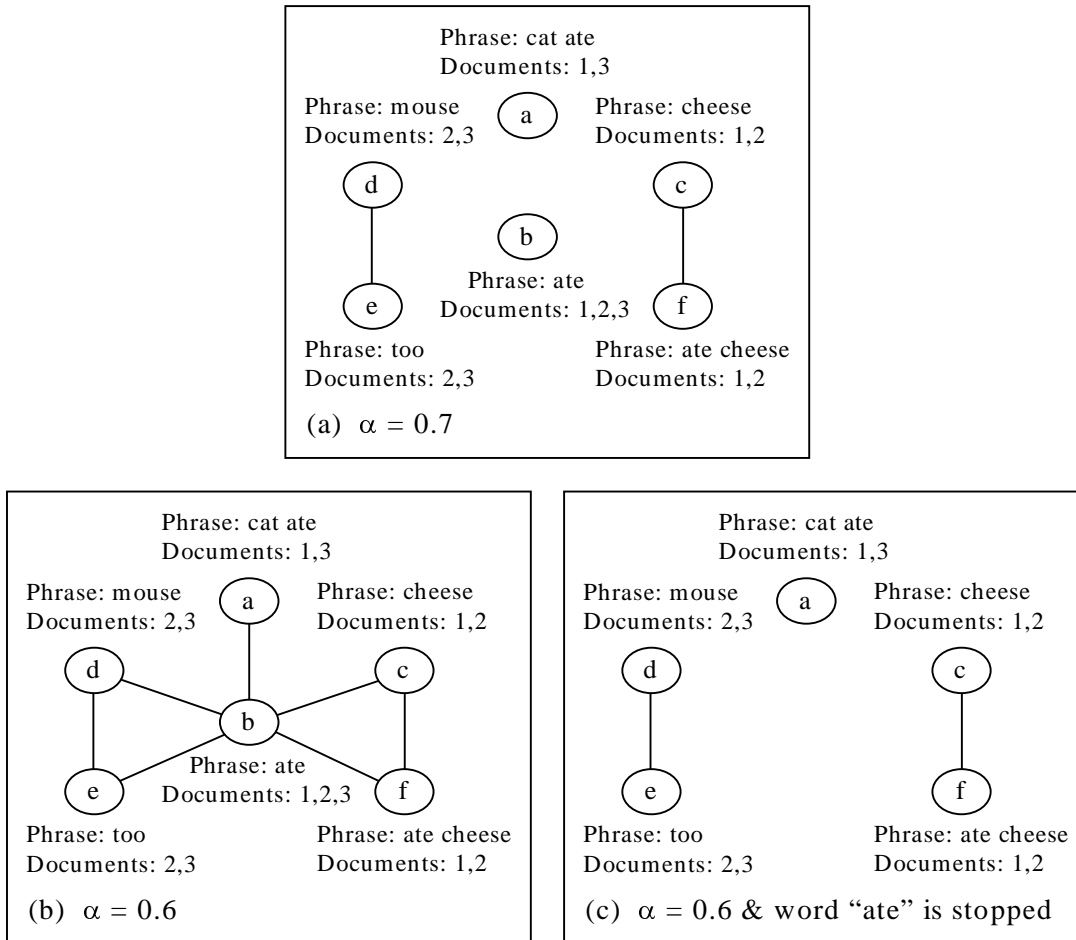 Phrase: cat ate
Documents: 1,3
Phrase: mouse
Documents: 2,3
a
Phrase: cheese
Documents: 1,2
d
c
b
Phrase: ate
Documents: 1,2,3
e
f
Phrase: too
Documents: 2,3
Phrase: ate cheese
Documents: 1,2
(a) α = 0.7
Phrase: cat ate
Documents: 1,3
Phrase: mouse
Documents: 2,3
a
Phrase: cheese
Documents: 1,2
d
c
b
Phrase: ate
Documents: 1,2,3
e
f
Phrase: too
Documents: 2,3
Phrase: ate cheese
Documents: 1,2
(b) α = 0.6
Phrase: cat ate
Documents: 1,3
Phrase: mouse
Documents: 2,3
a
Phrase: cheese
Documents: 1,2
d
c
e
f
Phrase: too
Documents: 2,3
Phrase: ate cheese
Documents: 1,2
(c) α = 0.6 & word “ate” is stopped